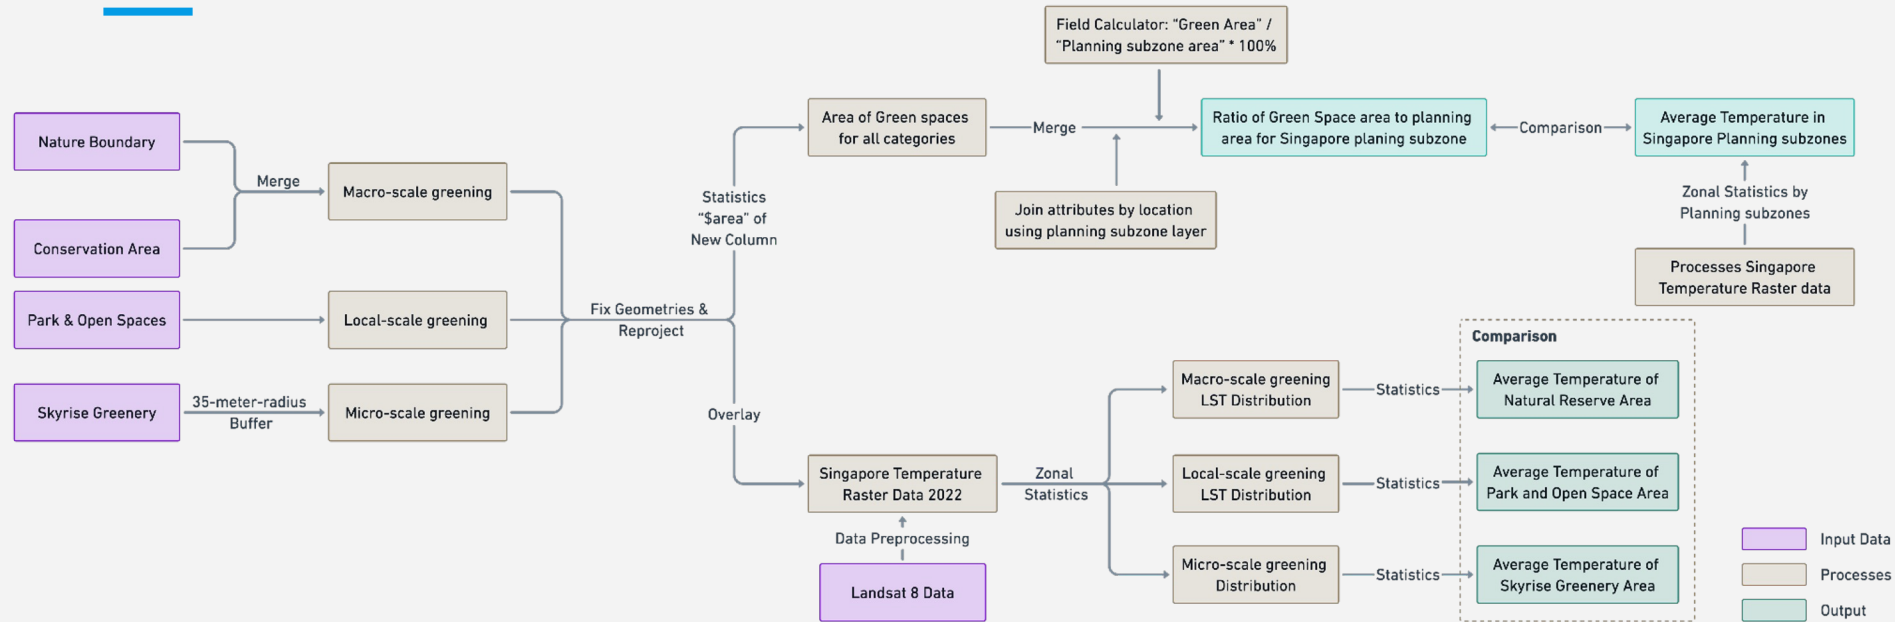 Field Calculator: "Green Area" /
"Planning subzone area" * 100%
Nature Boundary
Conservation Area
Park & Open Spaces
Skyrise Greenery
Merge
35-meter-radius
Buffer
Macro-scale greening
Local-scale greening
Micro-scale greening
Fix Geometries &
Reproject
Statistics
"$area" of
New Column
Overlay
Area of Green spaces
for all categories
Merge
Join attributes by location
using planning subzone layer
Ratio of Green Space area to planning
area for Singapore planing subzone
Comparison
Average Temperature in
Singapore Planning subzones
Zonal Statistics by
Planning subzones
Processes Singapore
Temperature Raster data
Singapore Temperature
Raster Data 2022
Data Preprocessing
Landsat 8 Data
Zonal
Statistics
Macro-scale greening
LST Distribution
Local-scale greening
LST Distribution
Micro-scale greening
Distribution
Statistics
Statistics
Statistics
Comparison
Average Temperature of
Natural Reserve Area
Average Temperature of
Park and Open Space Area
Average Temperature of
Skyrise Greenery Area
Input Data
Processes
Output